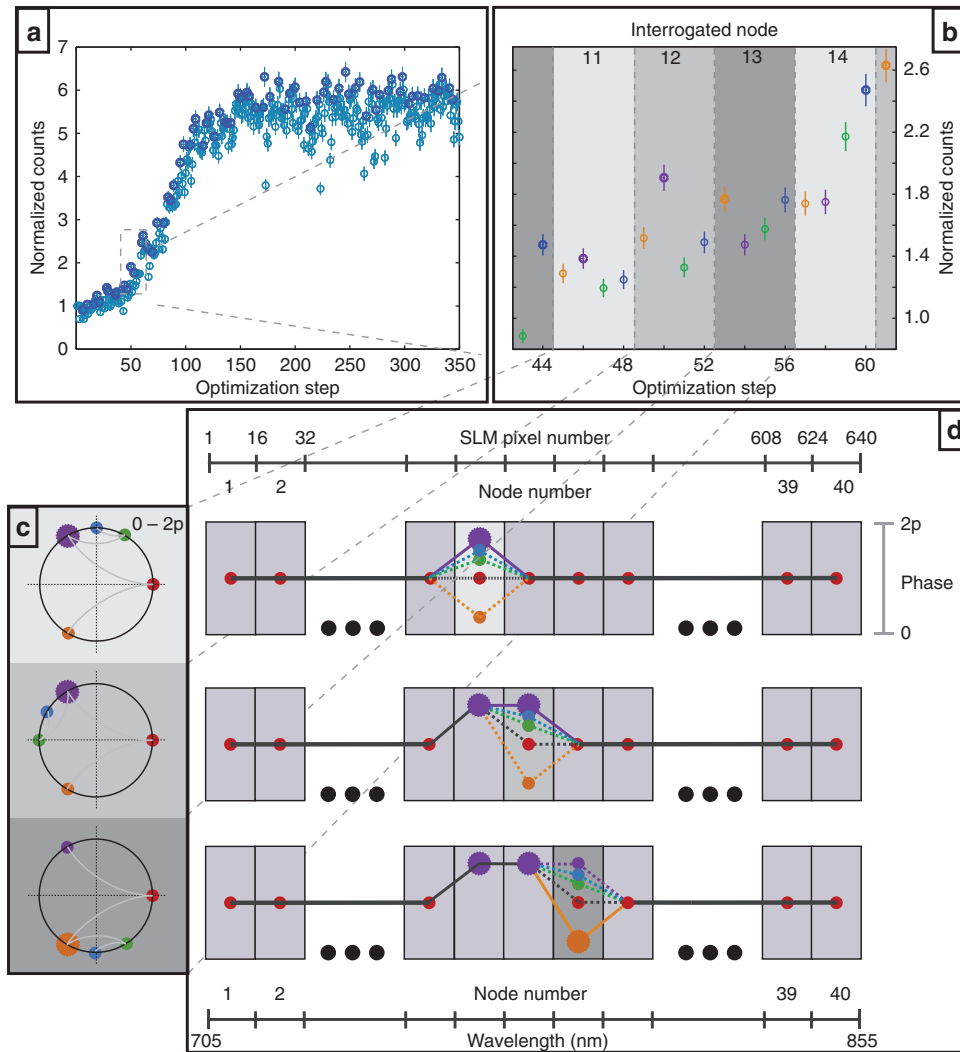 a
7
6
5
4
3
2
1
0
Normalized counts
50 100 150 200 250 300 350
Optimization step
b
Interrogated node
11 12 13 14
2.6
2.2
1.8
1.4
1.0
Normalized counts
44 48 52 56 60
Optimization step
d
1 16 32 SLM pixel number 608 624 640
1 2 Node number 39 40
c
0 – 2p
2p
Phase
0
1 2 Node number 39 40
705 Wavelength (nm) 855